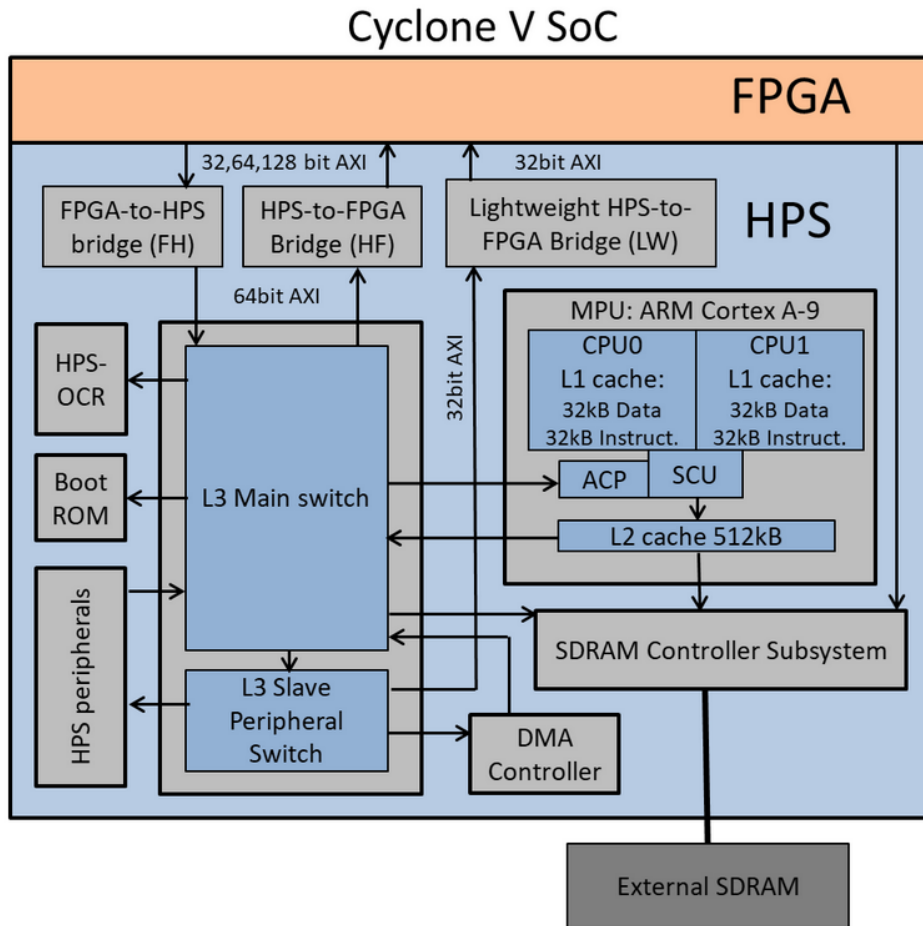 Cyclone V SoC
FPGA
32,64,128 bit AXI
32bit AXI
FPGA-to-HPS
bridge (FH)
HPS-to-FPGA
Bridge (HF)
Lightweight HPS-to-
FPGA Bridge (LW)
HPS
64bit AXI
32bit AXI
MPU: ARM Cortex A-9
CPU0
L1 cache:
32kB Data
32kB Instruct.
CPU1
L1 cache:
32kB Data
32kB Instruct.
HPS-
OCR
Boot
ROM
L3 Main switch
ACP
SCU
L2 cache 512kB
HPS peripherals
SDRAM Controller Subsystem
L3 Slave
Peripheral
Switch
DMA
Controller
External SDRAM